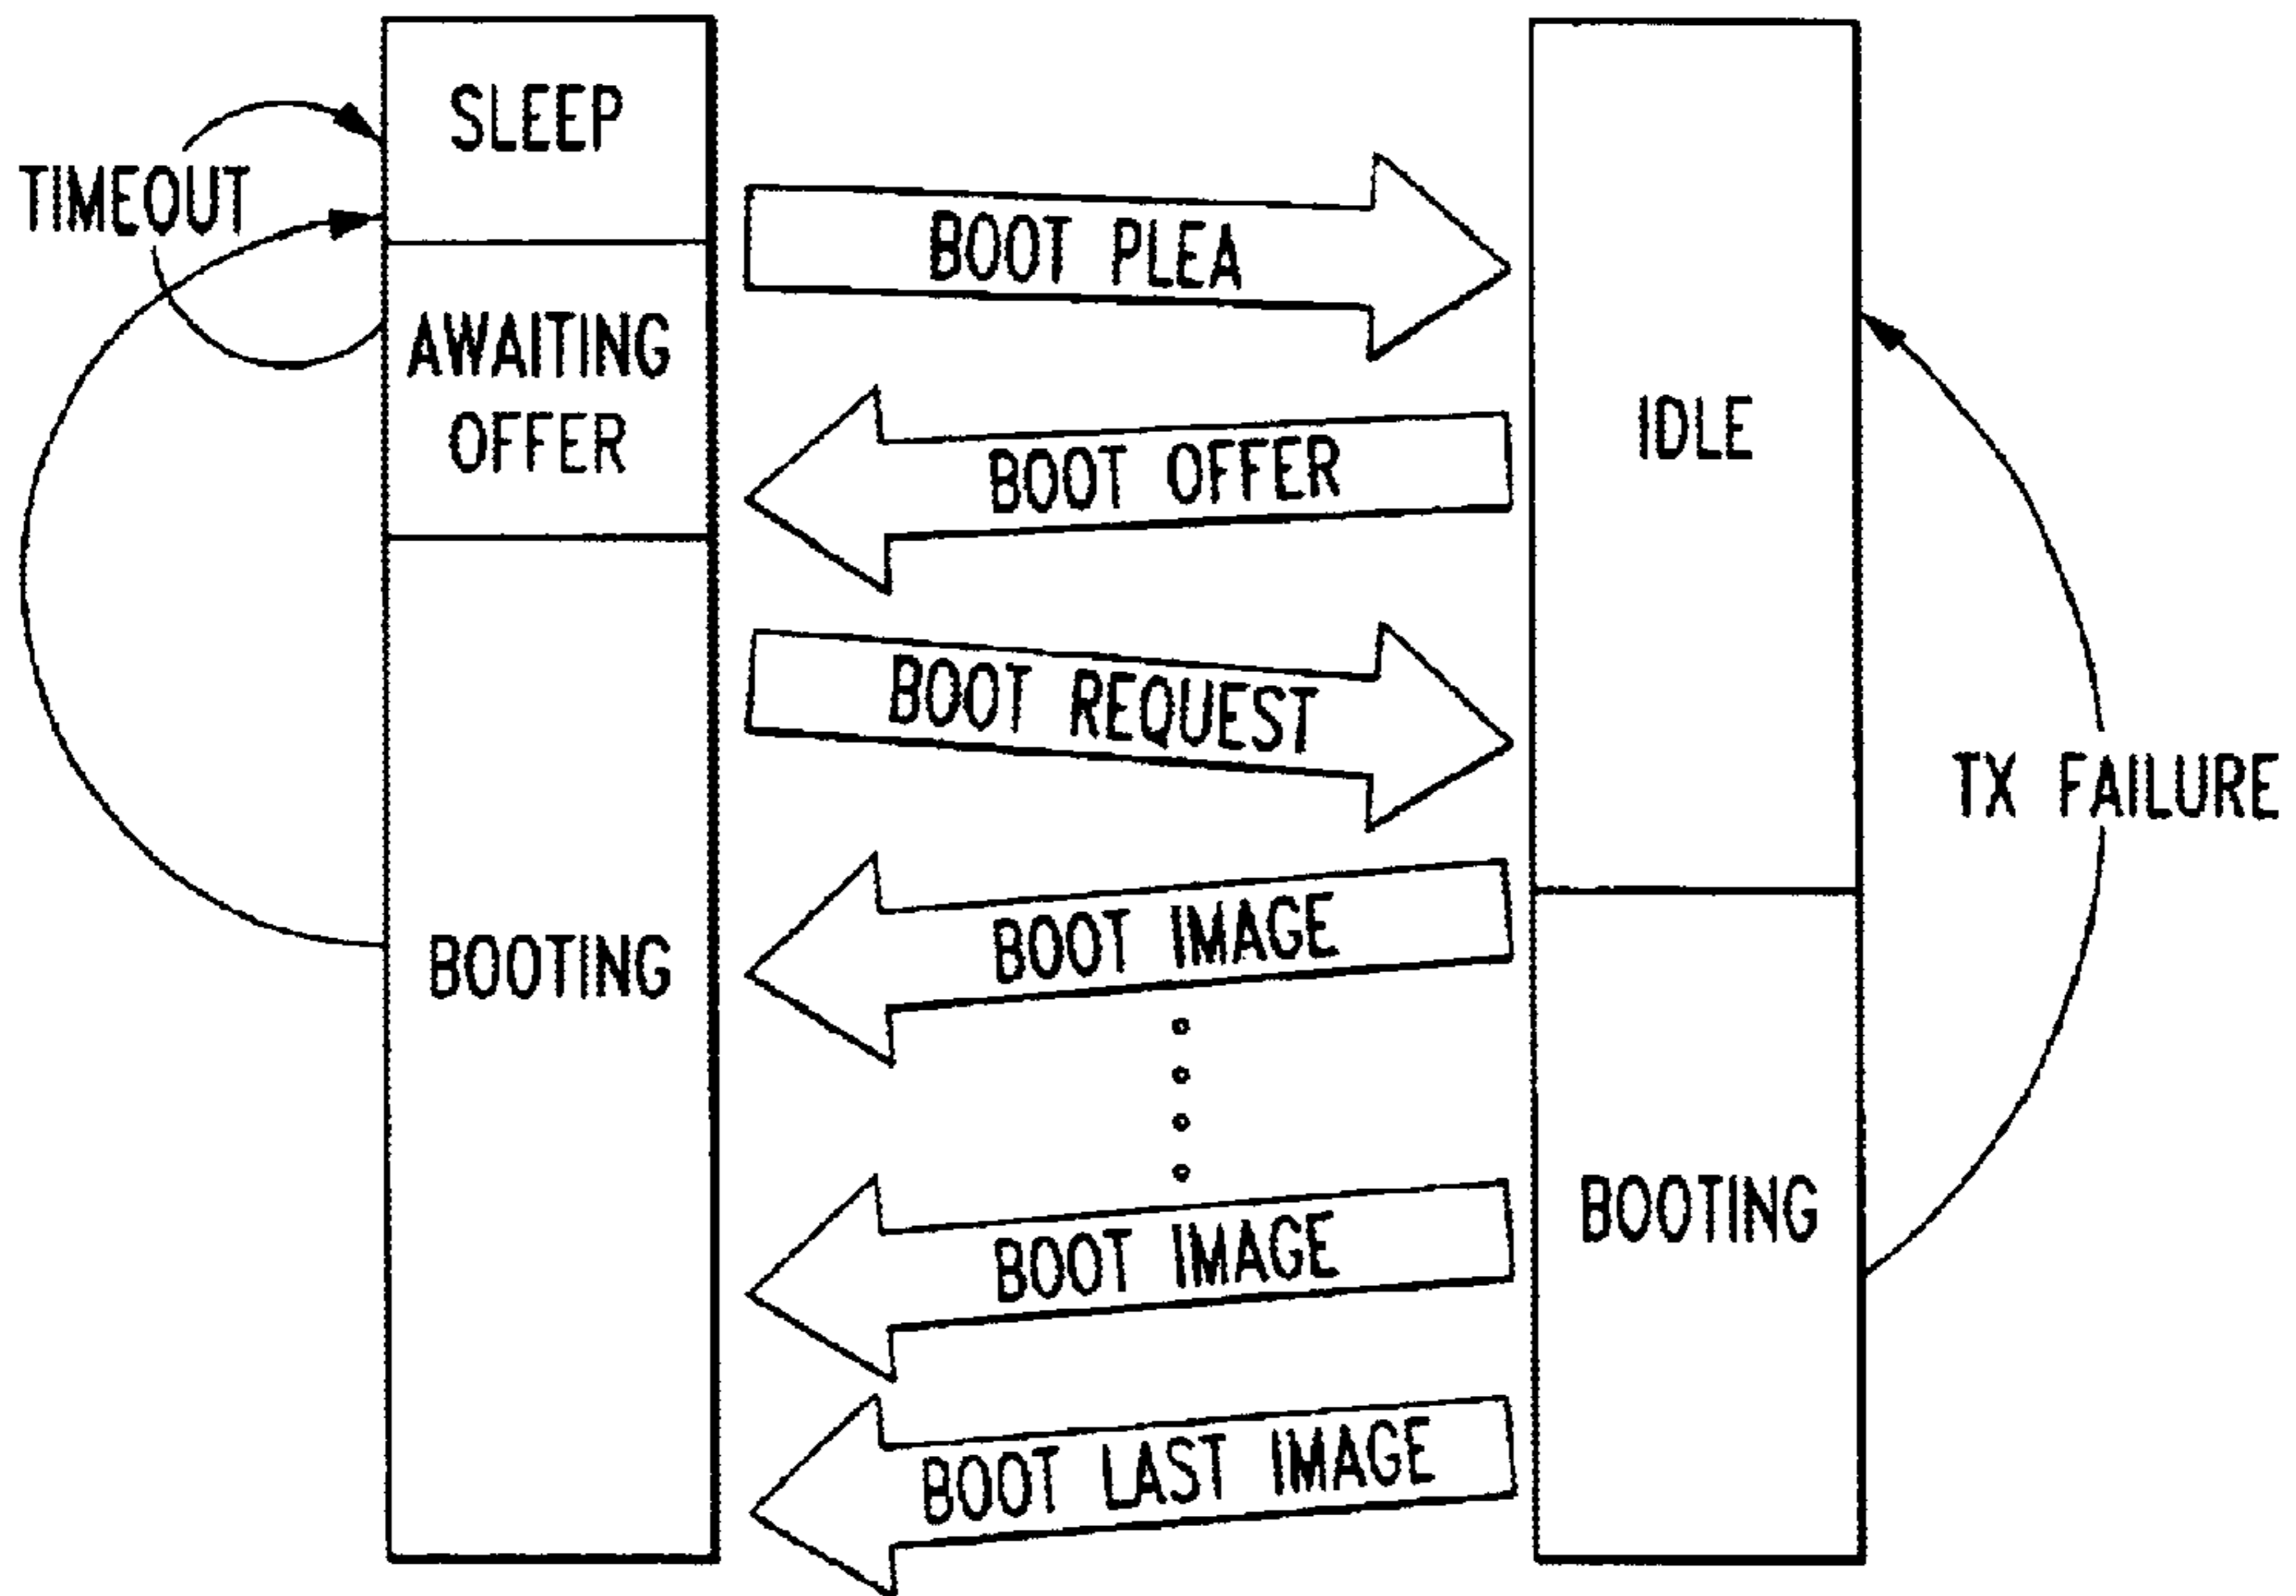 SLEEP
TIMEOUT
BOOT PLEA
AWAITING
OFFER
IDLE
BOOT OFFER
BOOT REQUEST
TX FAILURE
BOOT IMAGE
BOOTING
BOOTING
BOOT IMAGE
BOOT LAST IMAGE